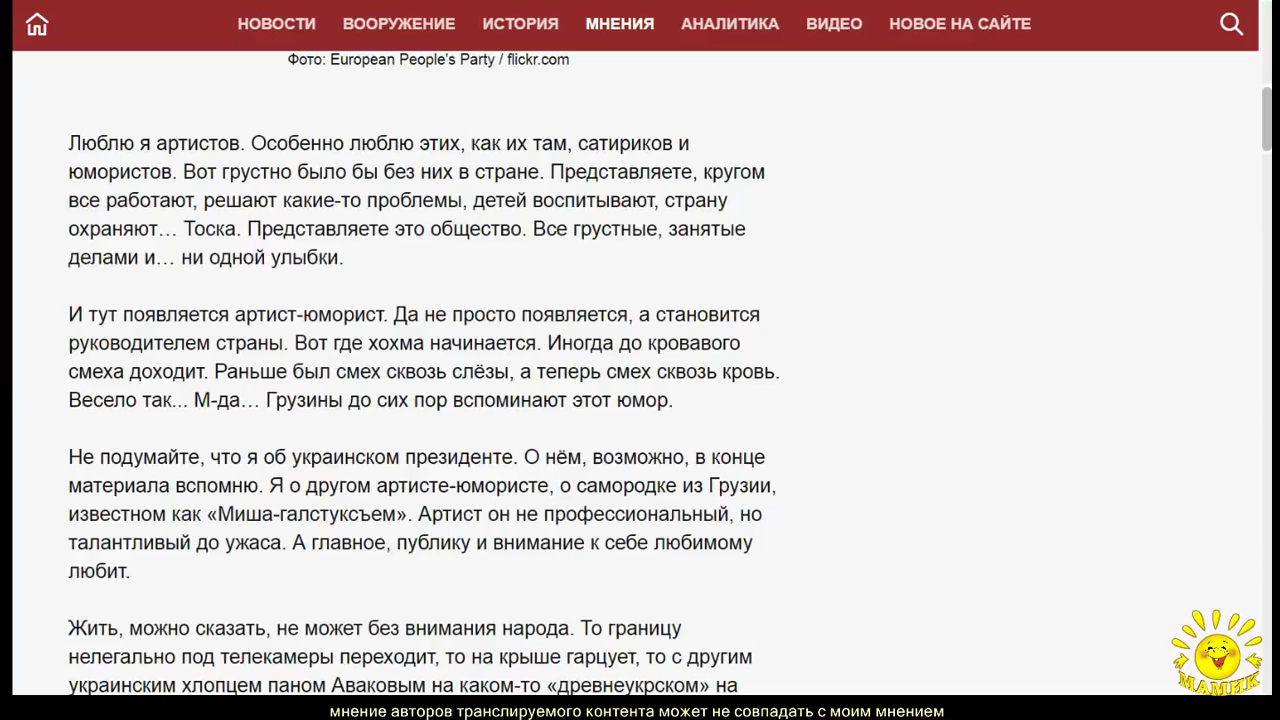 НОВОСТИ ВООРУЖЕНИЕ ИСТОРИЯ МНЕНИЯ АНАЛИТИКА ВИДЕО НОВОЕ НА САЙТЕ
Фото: European People's Party / flickr.com
Люблю я артистов. Особенно люблю этих, как их там, сатириков и
юмористов. Вот грустно было бы без них в стране. Представляете, кругом
все работают, решают какие-то проблемы, детей воспитывают, страну
охраняют… Тоска. Представляете это общество. Все грустные, занятые
делами и… ни одной улыбки.
И тут появляется артист-юморист. Да не просто появляется, а становится
руководителем страны. Вот где хохма начинается. Иногда до кровавого
смеха доходит. Раньше был смех сквозь слёзы, а теперь смех сквозь кровь.
Весело так... М-да… Грузины до сих пор вспоминают этот юмор.
Не подумайте, что я об украинском президенте. О нём, возможно, в конце
материала вспомню. Я о другом артисте-юмористе, о самородке из Грузии,
известном как «Миша-галстуксъем». Артист он не профессиональный, но
талантливый до ужаса. А главное, публику и внимание к себе любимому
любит.
Жить, можно сказать, не может без внимания народа. То границу
нелегально под телекамеры переходит, то на крыше гарцует, то с другим
украинским хлопцем паном Аваковым на каком-то «древнеукрском» на
МАМИК
мнение авторов транслируемого контента может не совпадать с моим мнением